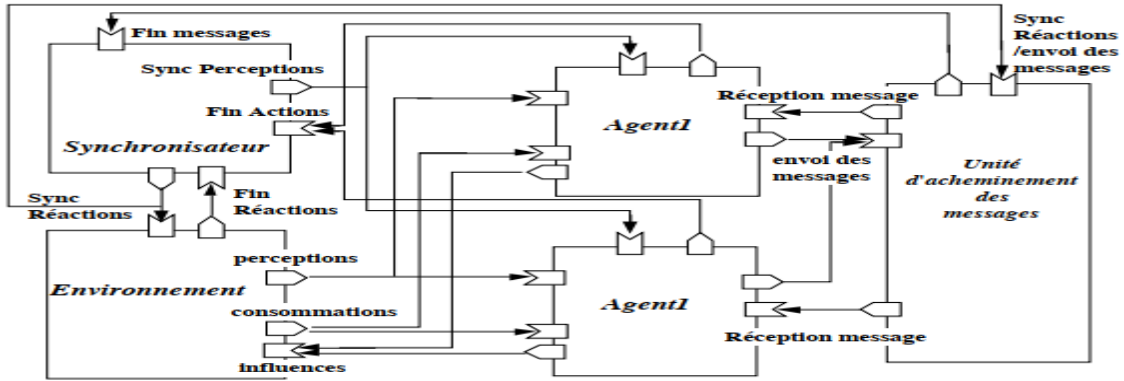 Fin messages
Sync Perceptions
Fin Actions
Synchronisateur
Sync
Réactions
Fin
Réactions
perceptions
Environnement
consommations
influences
Agent1
Réception message
envoi des
messages
Agent1
Réception message
Sync
Réactions
/envoi des
messages
Unité
d'acheminement
des
messages